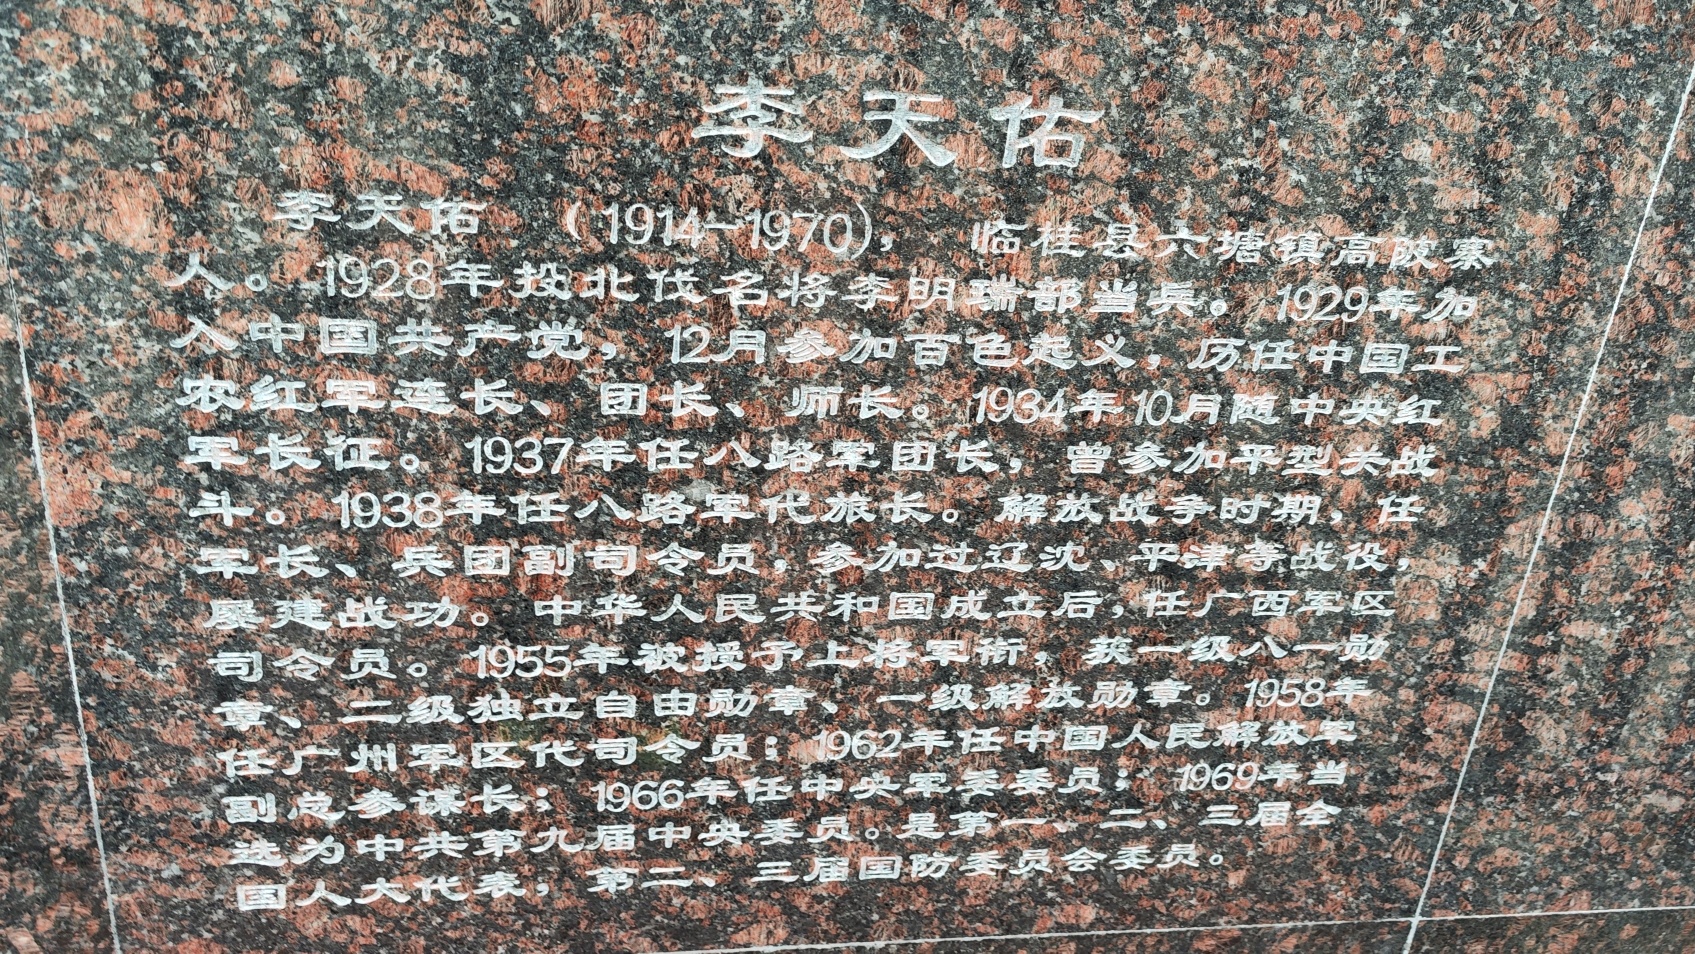 李天佑
李天佑 （1914—1970）， 临桂县六塘镇高陂寨
人。1928年投北伐名将李明瑞部当兵。1929年加
入中国共产党，12月参加百色起义，历任中国工
农红军连长、团长、师长。1934年10月随中央红
军长征。1937年任八路军团长，曾参加平型关战
斗。1938年任八路军代旅长。解放战争时期，任
军长、兵团副司令员，参加过辽沈、平津等战役，
屡建战功。中华人民共和国成立后，任广西军区
司令员。1955年被授予上将军衔，获一级八一勋
章、二级独立自由勋章、一级解放勋章。1958年
任广州军区代司令员；1962年任中国人民解放军
副总参谋长；1966年任中央军委委员；1969年当
选为中共第九届中央委员。是第一、二、三届全
国人大代表，第二、三届国防委员会委员。